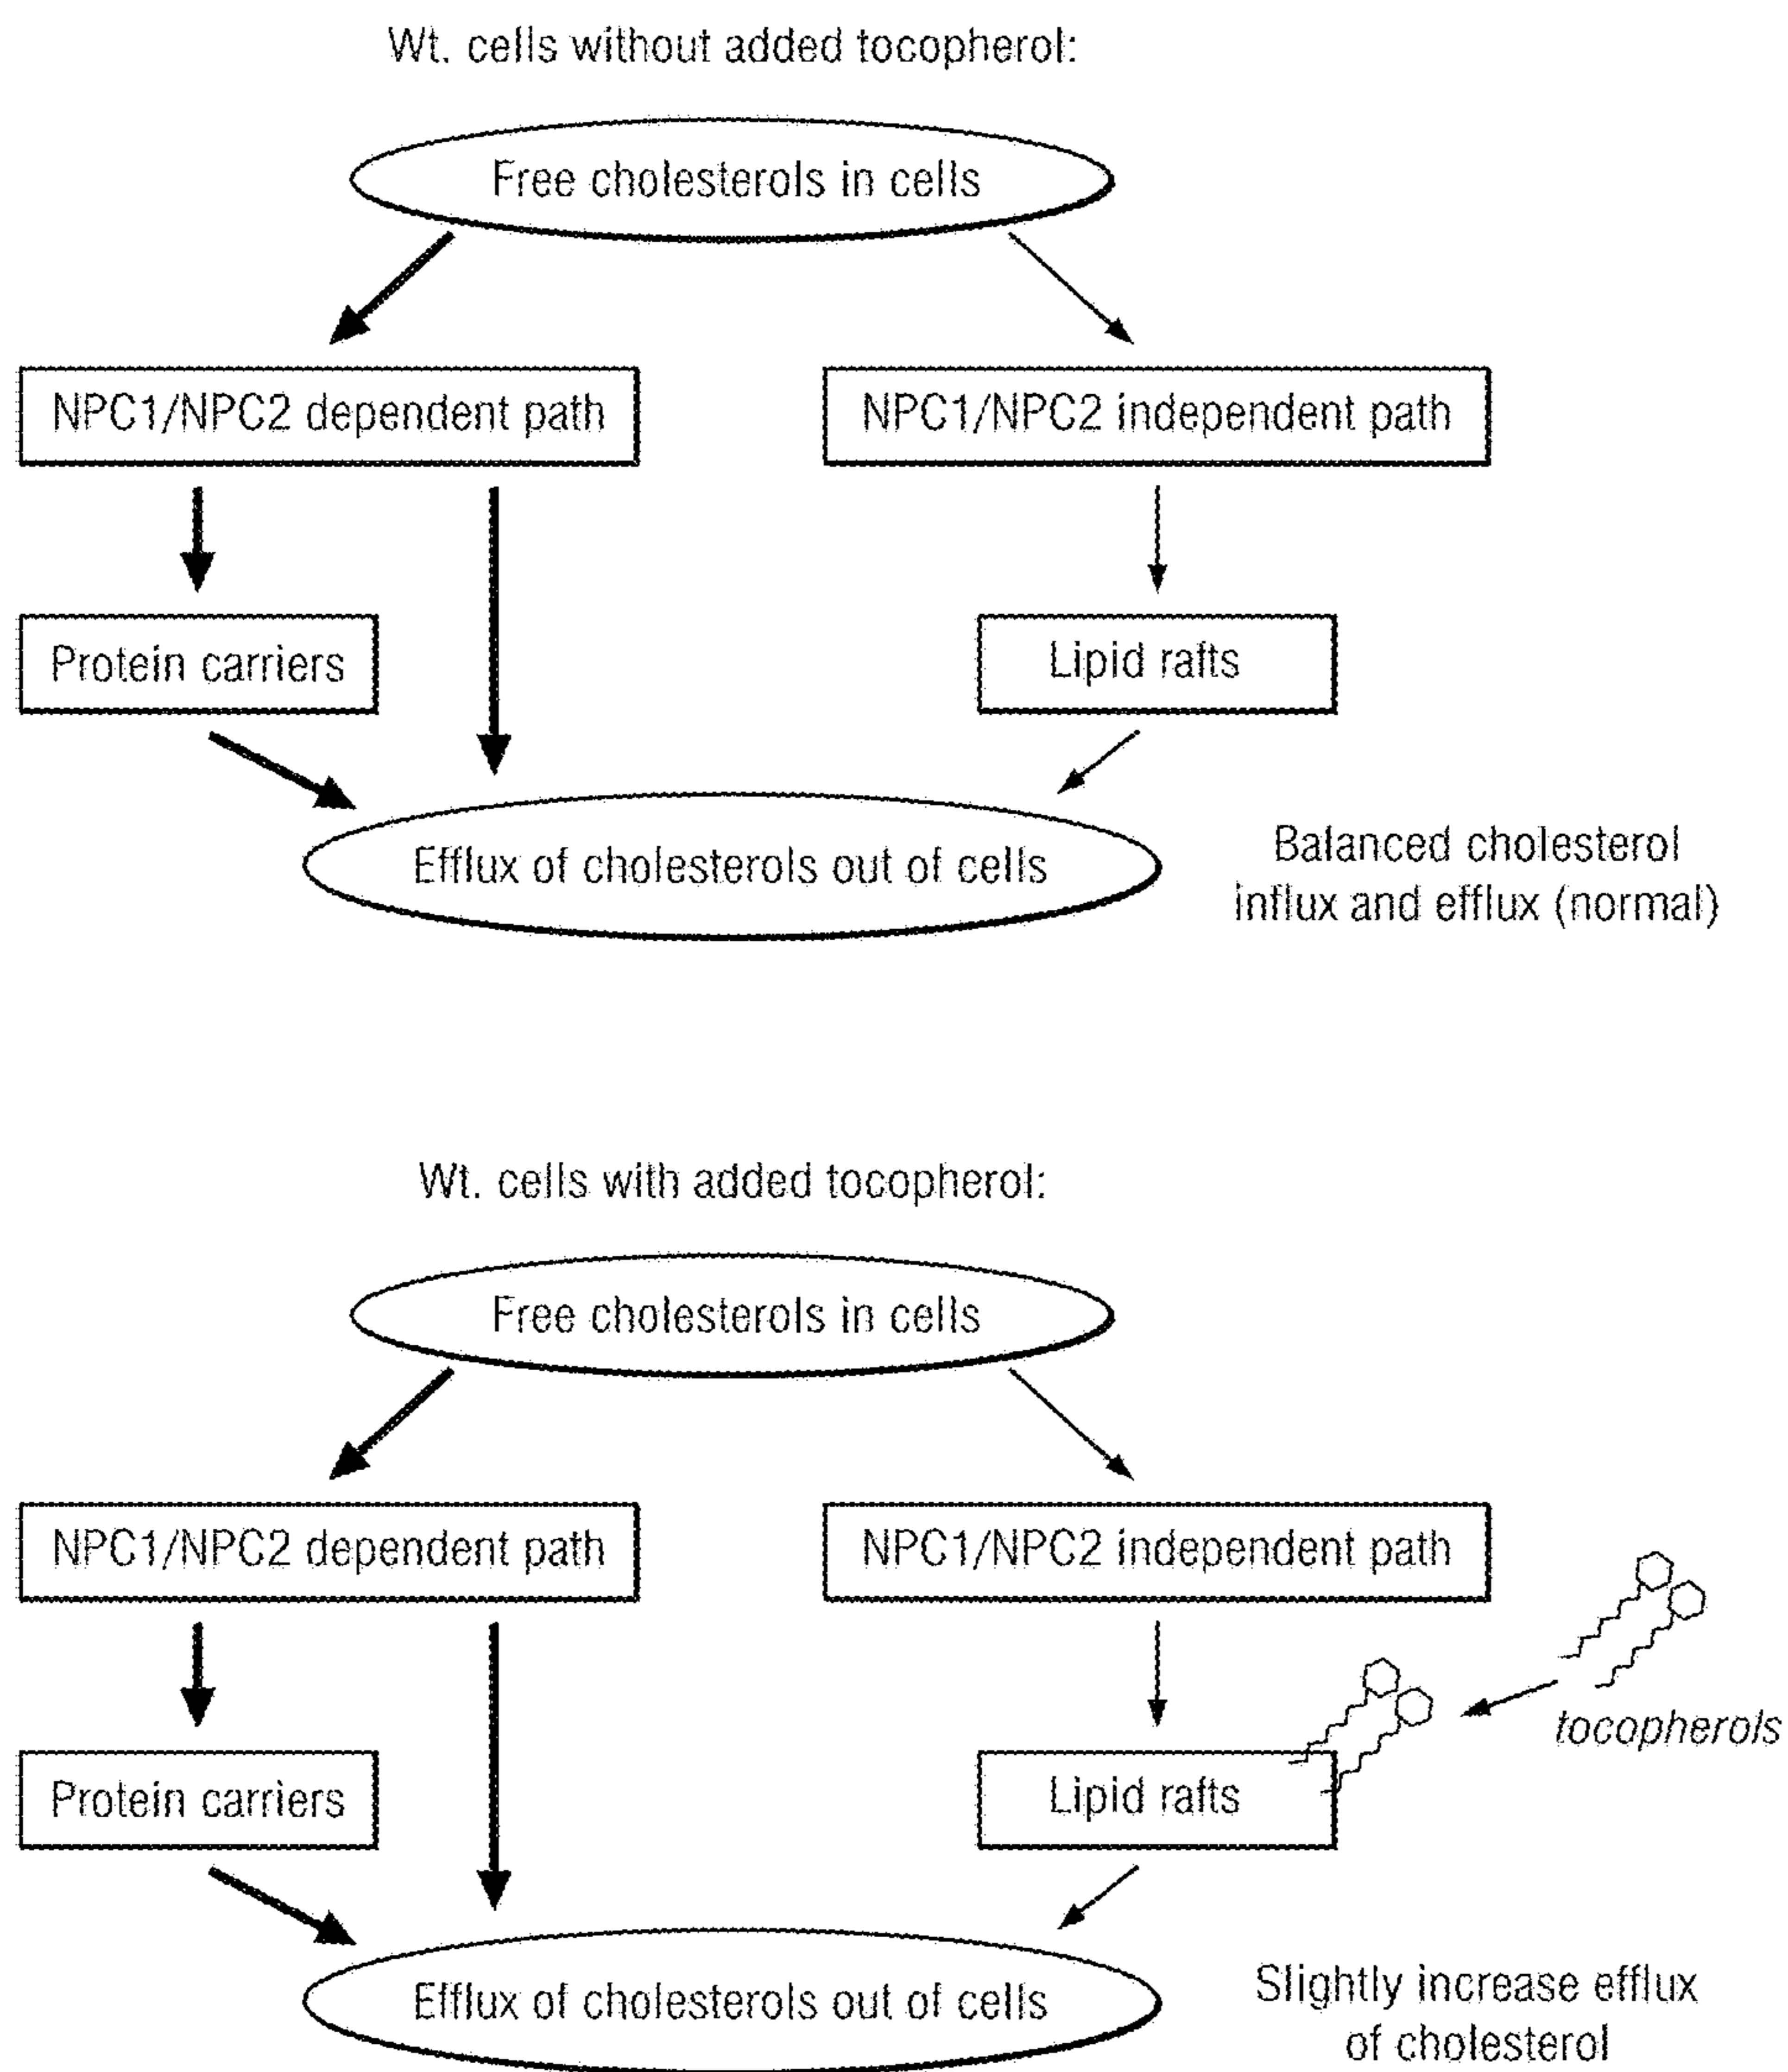 Wt. cells without added tocopherol:
Free cholesterols in cells
NPC1/NPC2 dependent path
NPC1/NPC2 independent path
Protein carriers
Lipid rafts
Efflux of cholesterols out of cells
Balanced cholesterol
influx and efflux (normal)
Wt. cells with added tocopherol:
Free cholesterols in cells
NPC1/NPC2 dependent path
NPC1/NPC2 independent path
tocopherols
Protein carriers
Lipid rafts
Efflux of cholesterols out of cells
Slightly increase efflux
of cholesterol